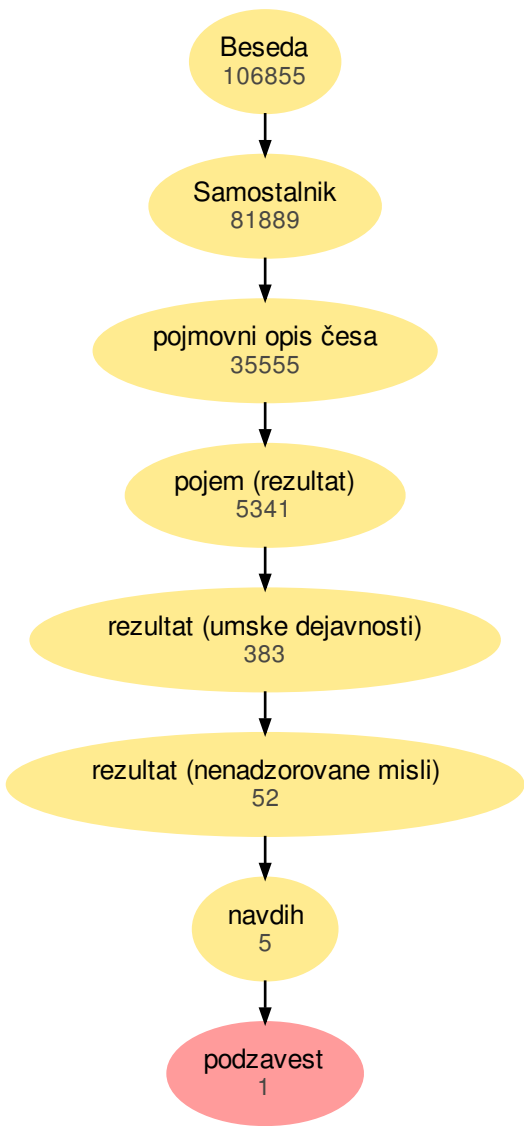 Beseda
106855
Samostalnik
81889
pojmovni opis česa
35555
pojem (rezultat)
5341
rezultat (umske dejavnosti)
383
rezultat (nenadzorovane misli)
52
navdih
5
podzavest
1